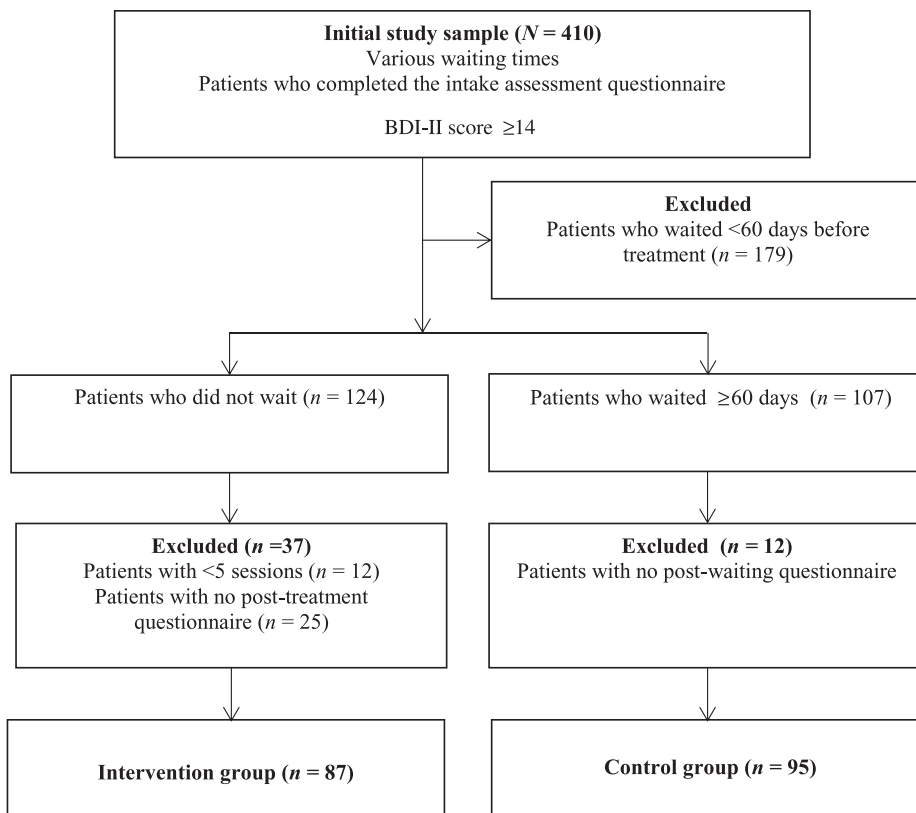 Initial study sample (N = 410)
Various waiting times
Patients who completed the intake assessment questionnaire
BDI-II score ≥14
Excluded
Patients who waited <60 days before
treatment (n = 179)
Patients who did not wait (n = 124)
Patients who waited ≥60 days (n = 107)
Excluded (n =37)
Patients with <5 sessions (n = 12)
Patients with no post-treatment
questionnaire (n = 25)
Excluded (n = 12)
Patients with no post-waiting questionnaire
Intervention group (n = 87)
Control group (n = 95)